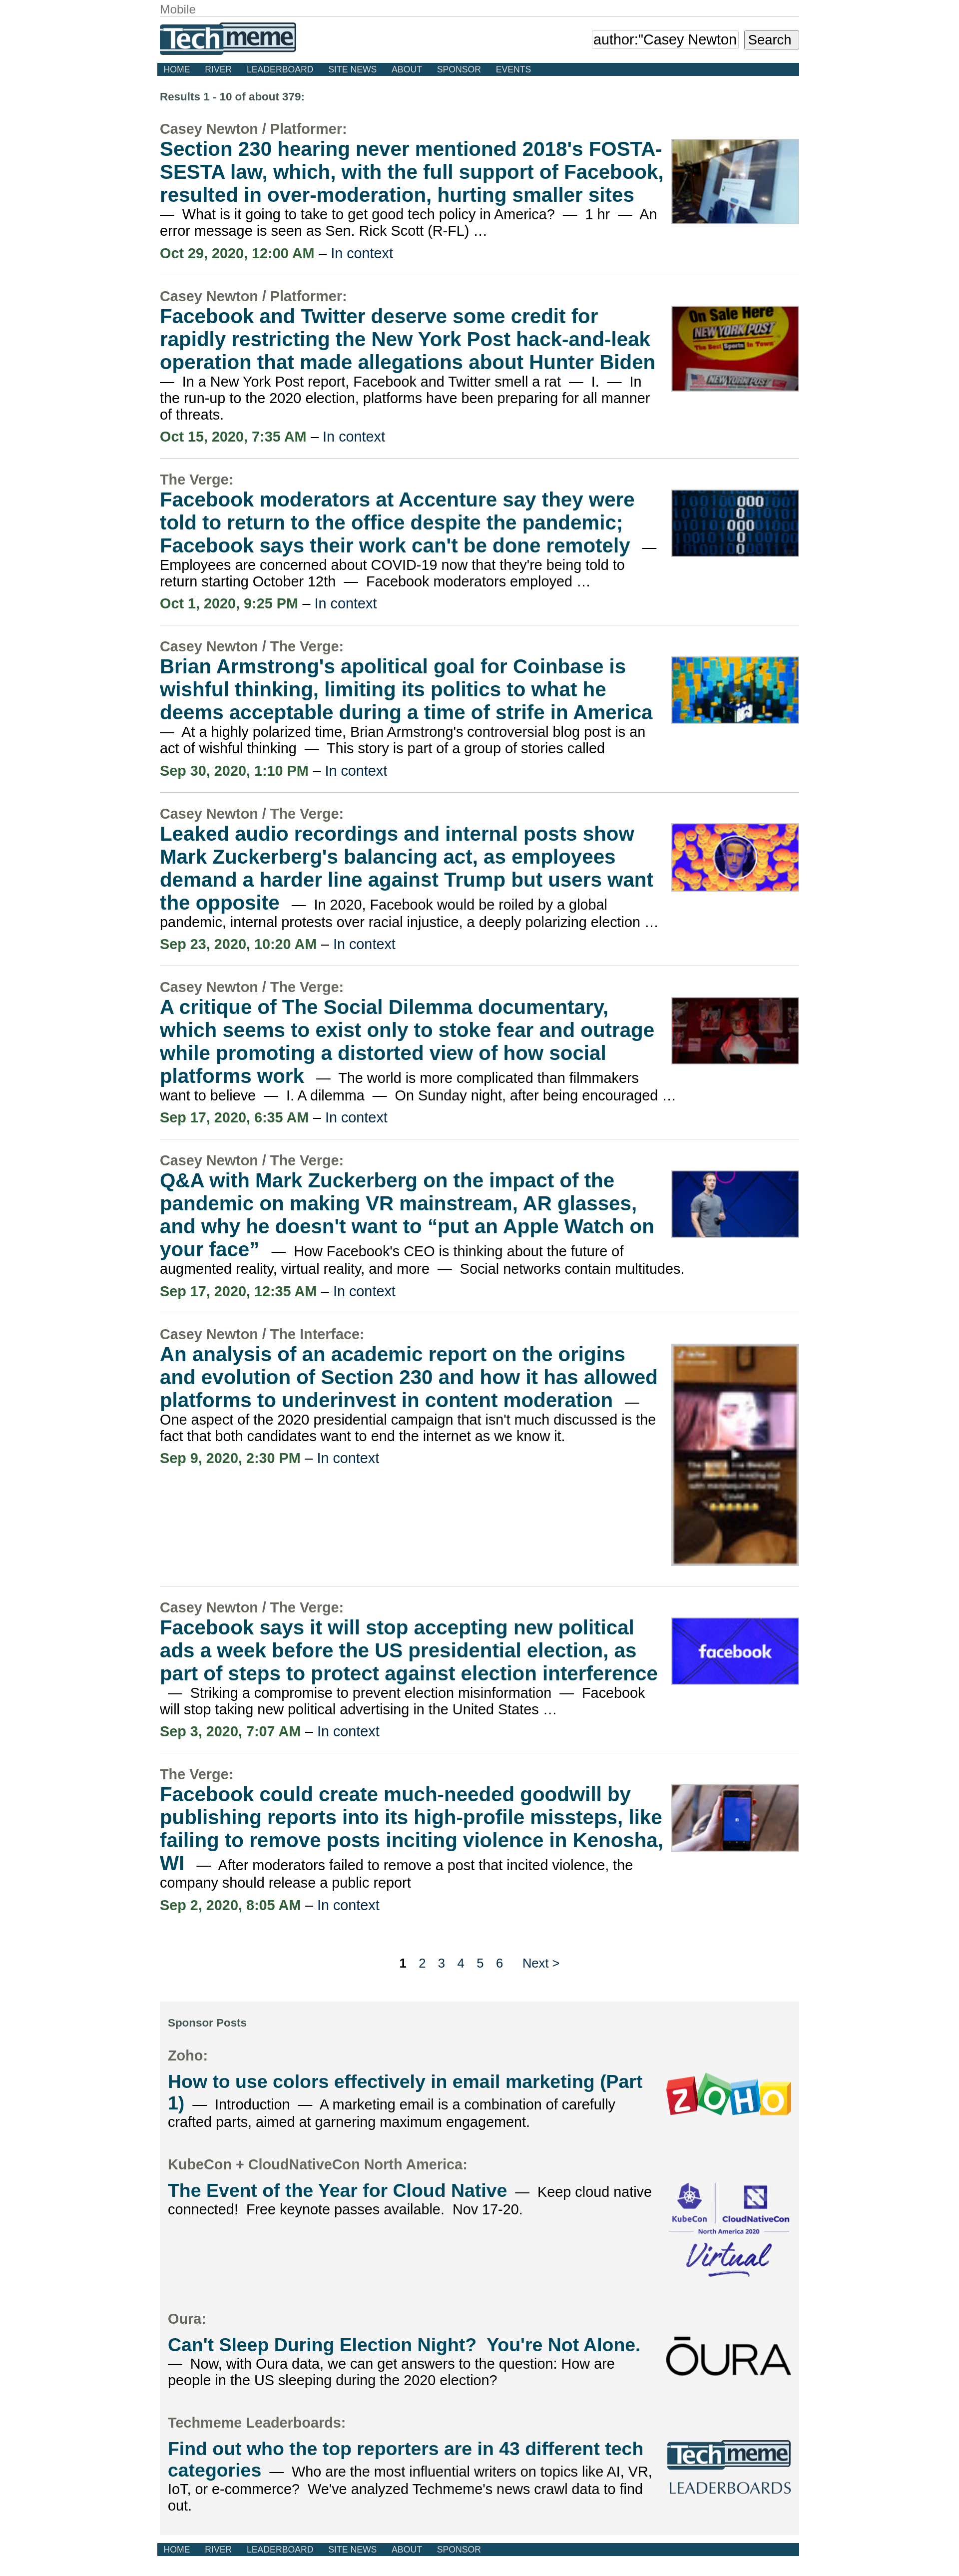 Mobile
Techmeme
author:"Casey Newton
Search
HOME RIVER LEADERBOARD SITE NEWS ABOUT SPONSOR EVENTS
Results 1 - 10 of about 379:
Casey Newton / Platformer:
Section 230 hearing never mentioned 2018's FOSTA-
SESTA law, which, with the full support of Facebook,
resulted in over-moderation, hurting smaller sites
— What is it going to take to get good tech policy in America? — 1 hr — An
error message is seen as Sen. Rick Scott (R-FL) …
Oct 29, 2020, 12:00 AM – In context
Casey Newton / Platformer:
Facebook and Twitter deserve some credit for
rapidly restricting the New York Post hack-and-leak
operation that made allegations about Hunter Biden
— In a New York Post report, Facebook and Twitter smell a rat — I. — In
the run-up to the 2020 election, platforms have been preparing for all manner
of threats.
Oct 15, 2020, 7:35 AM – In context
On Sale Here
NEW YORK POST
The Best Sports in Town
NEW YORK POST
The Verge:
Facebook moderators at Accenture say they were
told to return to the office despite the pandemic;
Facebook says their work can't be done remotely —
Employees are concerned about COVID-19 now that they're being told to
return starting October 12th — Facebook moderators employed …
Oct 1, 2020, 9:25 PM – In context
Casey Newton / The Verge:
Brian Armstrong's apolitical goal for Coinbase is
wishful thinking, limiting its politics to what he
deems acceptable during a time of strife in America
— At a highly polarized time, Brian Armstrong's controversial blog post is an
act of wishful thinking — This story is part of a group of stories called
Sep 30, 2020, 1:10 PM – In context
Casey Newton / The Verge:
Leaked audio recordings and internal posts show
Mark Zuckerberg's balancing act, as employees
demand a harder line against Trump but users want
the opposite — In 2020, Facebook would be roiled by a global
pandemic, internal protests over racial injustice, a deeply polarizing election …
Sep 23, 2020, 10:20 AM – In context
Casey Newton / The Verge:
A critique of The Social Dilemma documentary,
which seems to exist only to stoke fear and outrage
while promoting a distorted view of how social
platforms work — The world is more complicated than filmmakers
want to believe — I. A dilemma — On Sunday night, after being encouraged …
Sep 17, 2020, 6:35 AM – In context
Casey Newton / The Verge:
Q&A with Mark Zuckerberg on the impact of the
pandemic on making VR mainstream, AR glasses,
and why he doesn't want to “put an Apple Watch on
your face” — How Facebook's CEO is thinking about the future of
augmented reality, virtual reality, and more — Social networks contain multitudes.
Sep 17, 2020, 12:35 AM – In context
Casey Newton / The Interface:
An analysis of an academic report on the origins
and evolution of Section 230 and how it has allowed
platforms to underinvest in content moderation —
One aspect of the 2020 presidential campaign that isn't much discussed is the
fact that both candidates want to end the internet as we know it.
Sep 9, 2020, 2:30 PM – In context
Casey Newton / The Verge:
Facebook says it will stop accepting new political
ads a week before the US presidential election, as
part of steps to protect against election interference
— Striking a compromise to prevent election misinformation — Facebook
will stop taking new political advertising in the United States …
Sep 3, 2020, 7:07 AM – In context
facebook
The Verge:
Facebook could create much-needed goodwill by
publishing reports into its high-profile missteps, like
failing to remove posts inciting violence in Kenosha,
WI — After moderators failed to remove a post that incited violence, the
company should release a public report
Sep 2, 2020, 8:05 AM – In context
1 2 3 4 5 6 Next >
Sponsor Posts
Zoho:
How to use colors effectively in email marketing (Part
1) — Introduction — A marketing email is a combination of carefully
crafted parts, aimed at garnering maximum engagement.
ZOHO
KubeCon + CloudNativeCon North America:
The Event of the Year for Cloud Native — Keep cloud native
connected! Free keynote passes available. Nov 17-20.
KubeCon CloudNativeCon
North America 2020
Virtual
Oura:
Can't Sleep During Election Night? You're Not Alone.
— Now, with Oura data, we can get answers to the question: How are
people in the US sleeping during the 2020 election?
ŌURA
Techmeme Leaderboards:
Find out who the top reporters are in 43 different tech
categories — Who are the most influential writers on topics like AI, VR,
IoT, or e-commerce? We've analyzed Techmeme's news crawl data to find
out.
Techmeme
LEADERBOARDS
HOME RIVER LEADERBOARD SITE NEWS ABOUT SPONSOR